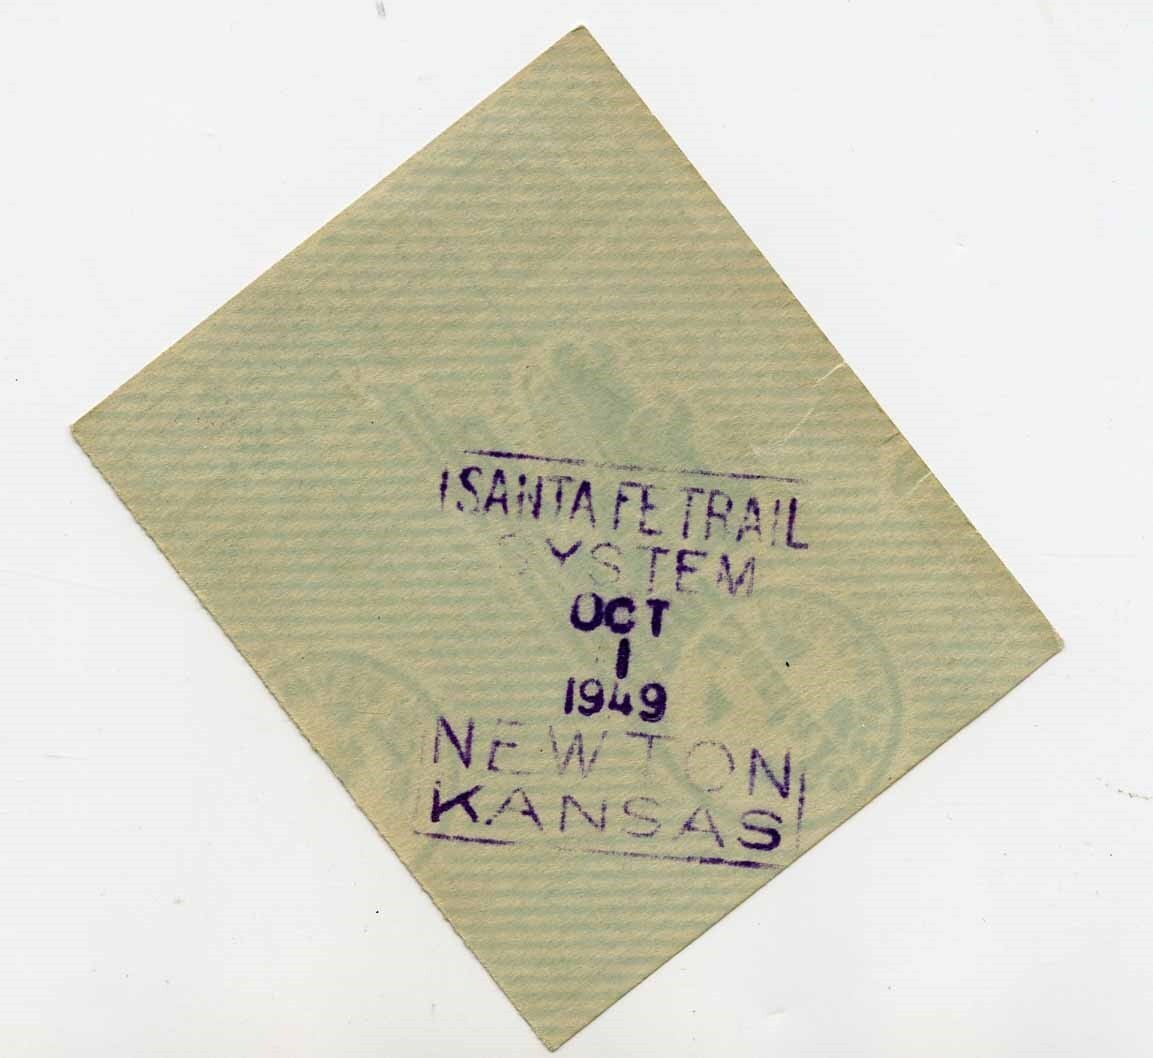 SANTA FE TRAIL
SYSTEM
OCT
1
1949
NEWTON
KANSAS